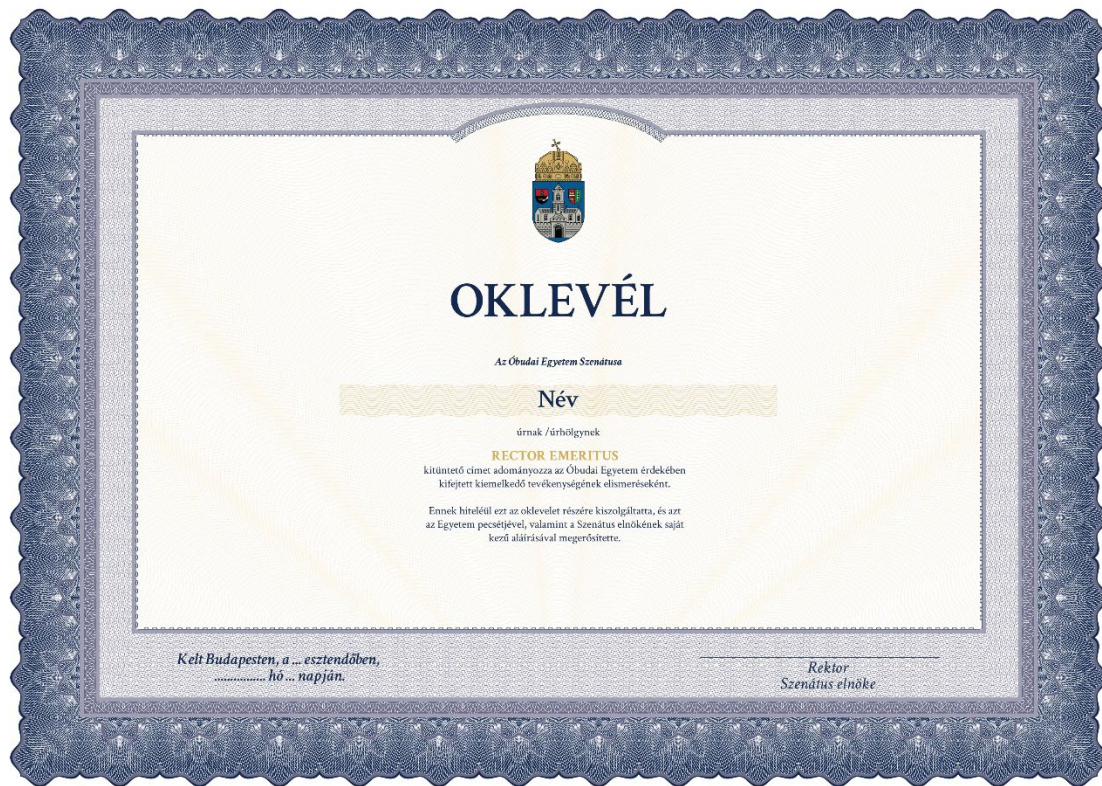 OKLEVÉL
Az Óbudai Egyetem Szenátusa
Név
úrnak /úrhölgynek
RECTOR EMERITUS
kitüntető címet adományozza az Óbudai Egyetem érdekében
kifejtett kiemelkedő tevékenységének elismeréseként.
Ennek hiteléül ezt az oklevelet részére kiszolgáltatta, és azt
az Egyetem pecsétjével, valamint a Szenátus elnökének saját
kezű aláírásával megerősítette.
Kelt Budapesten, a ... esztendőben,
................ hó ... napján.
Rektor
Szenátus elnöke